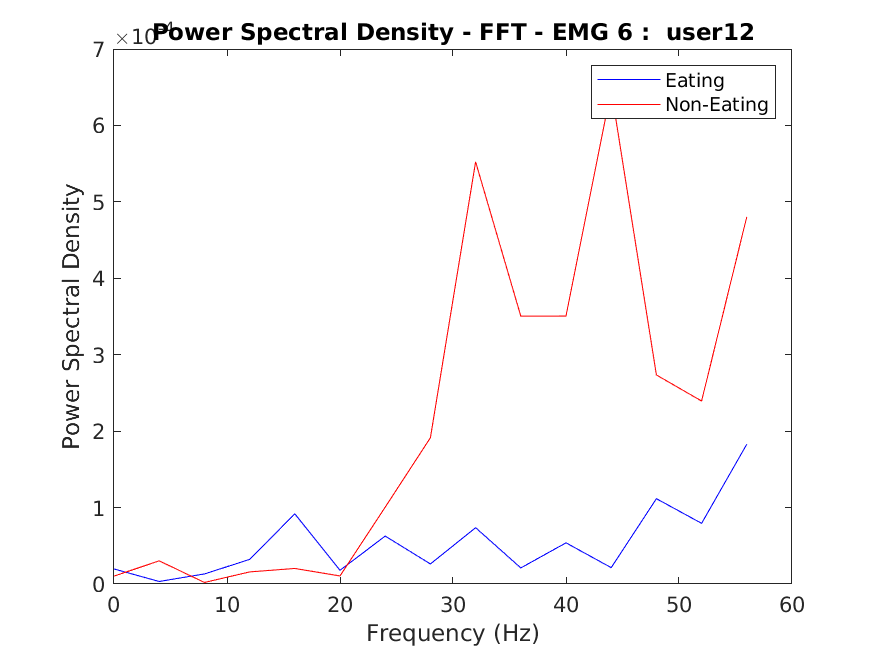 Power Spectral Density - FFT - EMG 6 : user12
×10
7
6
5
4
3
2
1
0
Power Spectral Density
Eating
Non-Eating
0 10 20 30 40 50 60
Frequency (Hz)